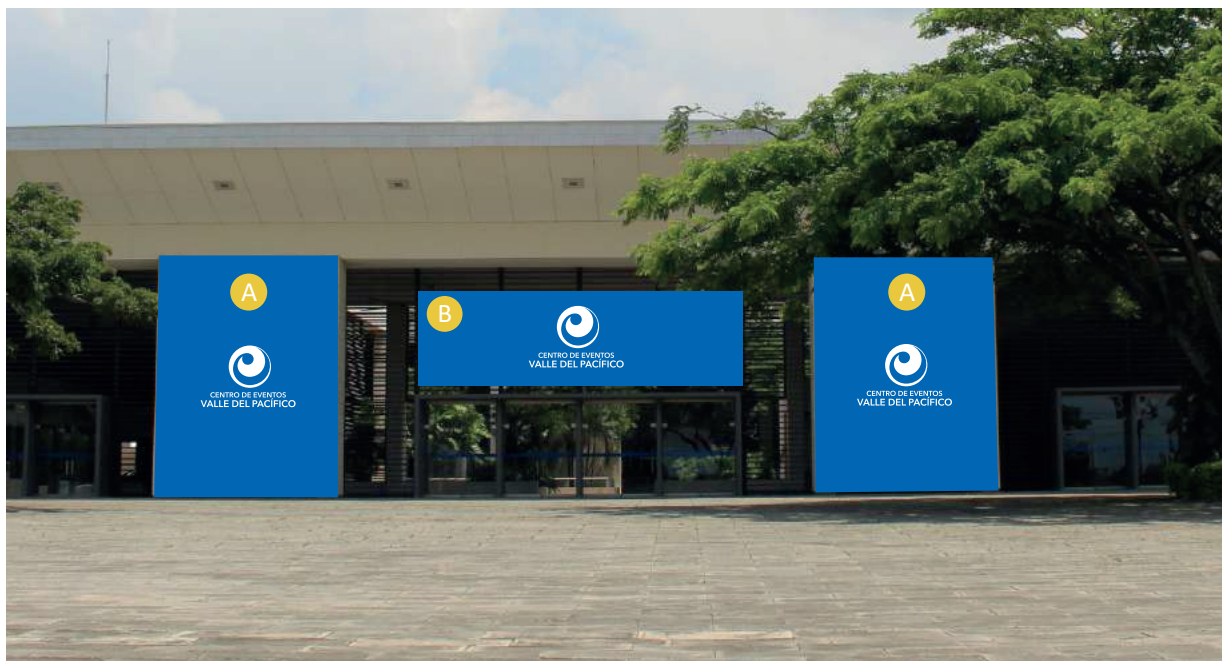 A
CENTRO DE EVENTOS
VALLE DEL PACÍFICO
B
CENTRO DE EVENTOS
VALLE DEL PACÍFICO
A
CENTRO DE EVENTOS
VALLE DEL PACÍFICO